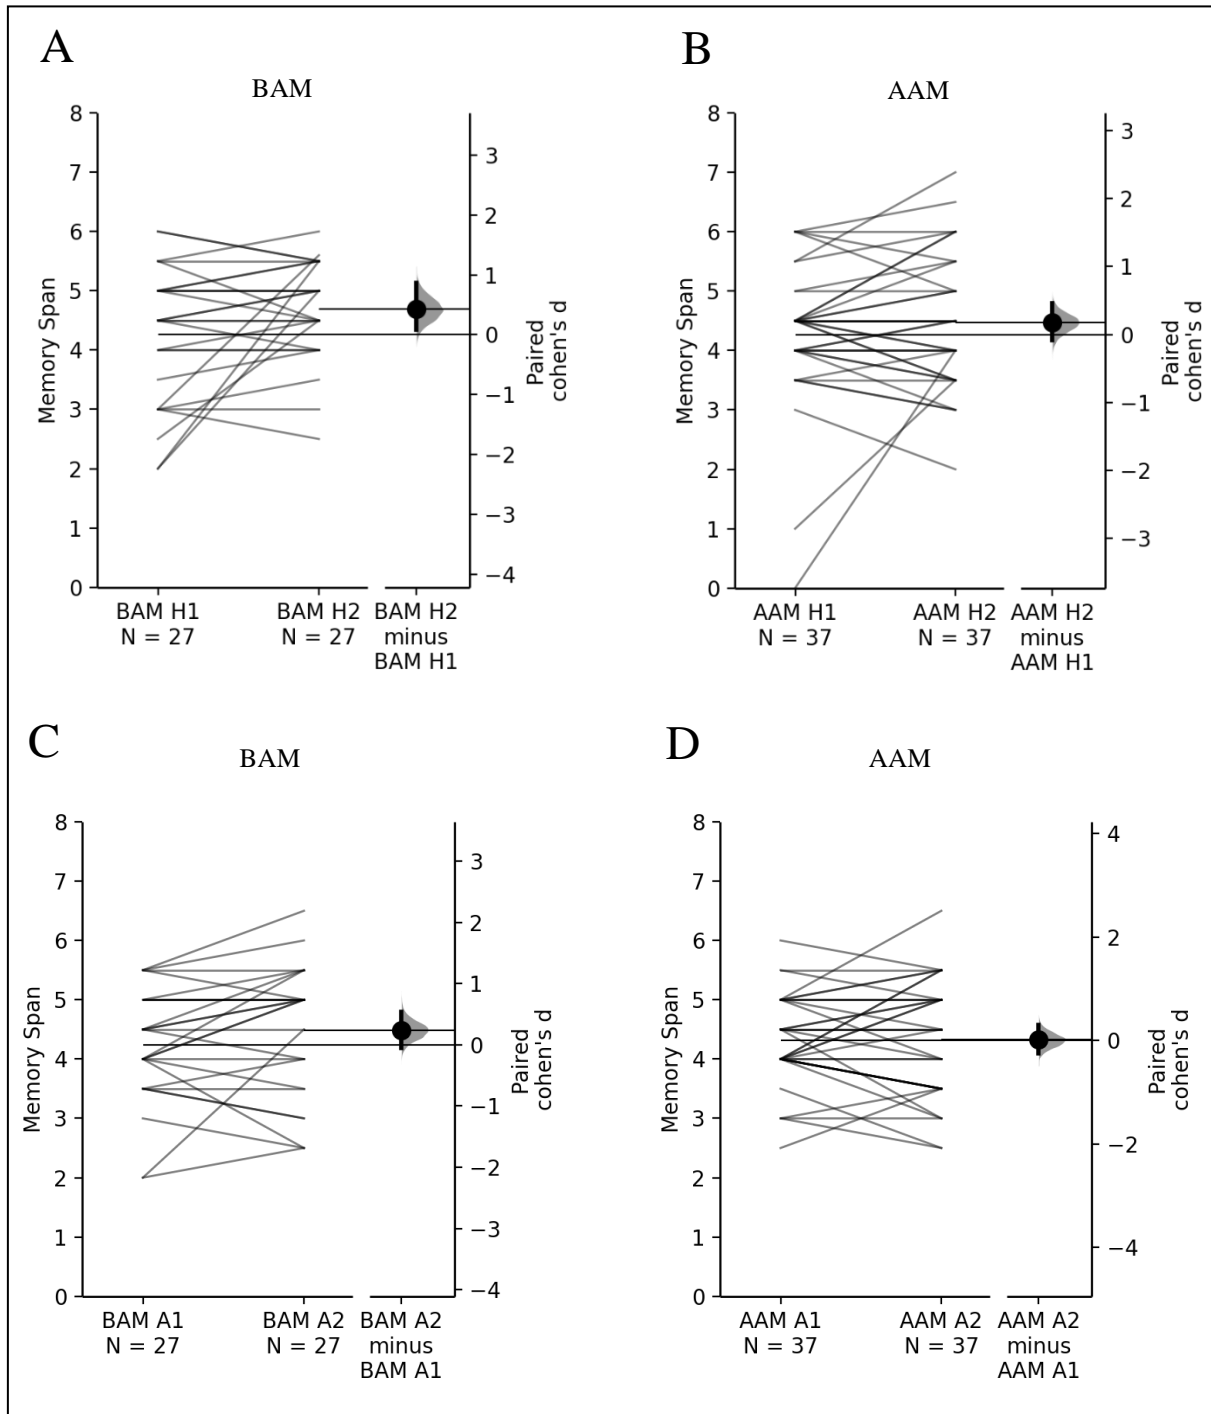 A
BAM
8
7
6
5
4
3
2
1
0
Memory Span
3
2
1
0
−1
−2
−3
−4
Paired
cohen's d
BAM H1
N = 27
BAM H2
N = 27
BAM H2
minus
BAM H1
B
AAM
8
7
6
5
4
3
2
1
0
Memory Span
3
2
1
0
−1
−2
−3
Paired
cohen's d
AAM H1
N = 37
AAM H2
N = 37
AAM H2
minus
AAM H1
C
BAM
8
7
6
5
4
3
2
1
0
Memory Span
3
2
1
0
−1
−2
−3
−4
Paired
cohen's d
BAM A1
N = 27
BAM A2
N = 27
BAM A2
minus
BAM A1
D
AAM
8
7
6
5
4
3
2
1
0
Memory Span
4
2
0
−2
−4
Paired
cohen's d
AAM A1
N = 37
AAM A2
N = 37
AAM A2
minus
AAM A1